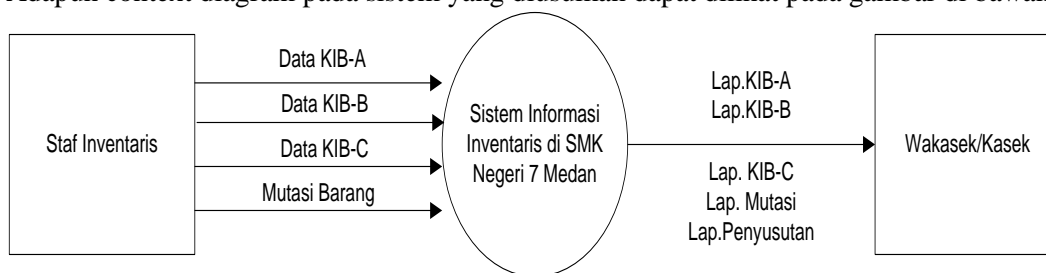 Adapun context diagram pada sistem yang diusulkan dapat dilihat pada gambar di bawah
Staf Inventaris
Data KIB-A
Data KIB-B
Data KIB-C
Mutasi Barang
Sistem Informasi
Inventaris di SMK
Negeri 7 Medan
Lap.KIB-A
Lap.KIB-B
Lap. KIB-C
Lap. Mutasi
Lap.Penyusutan
Wakasek/Kasek